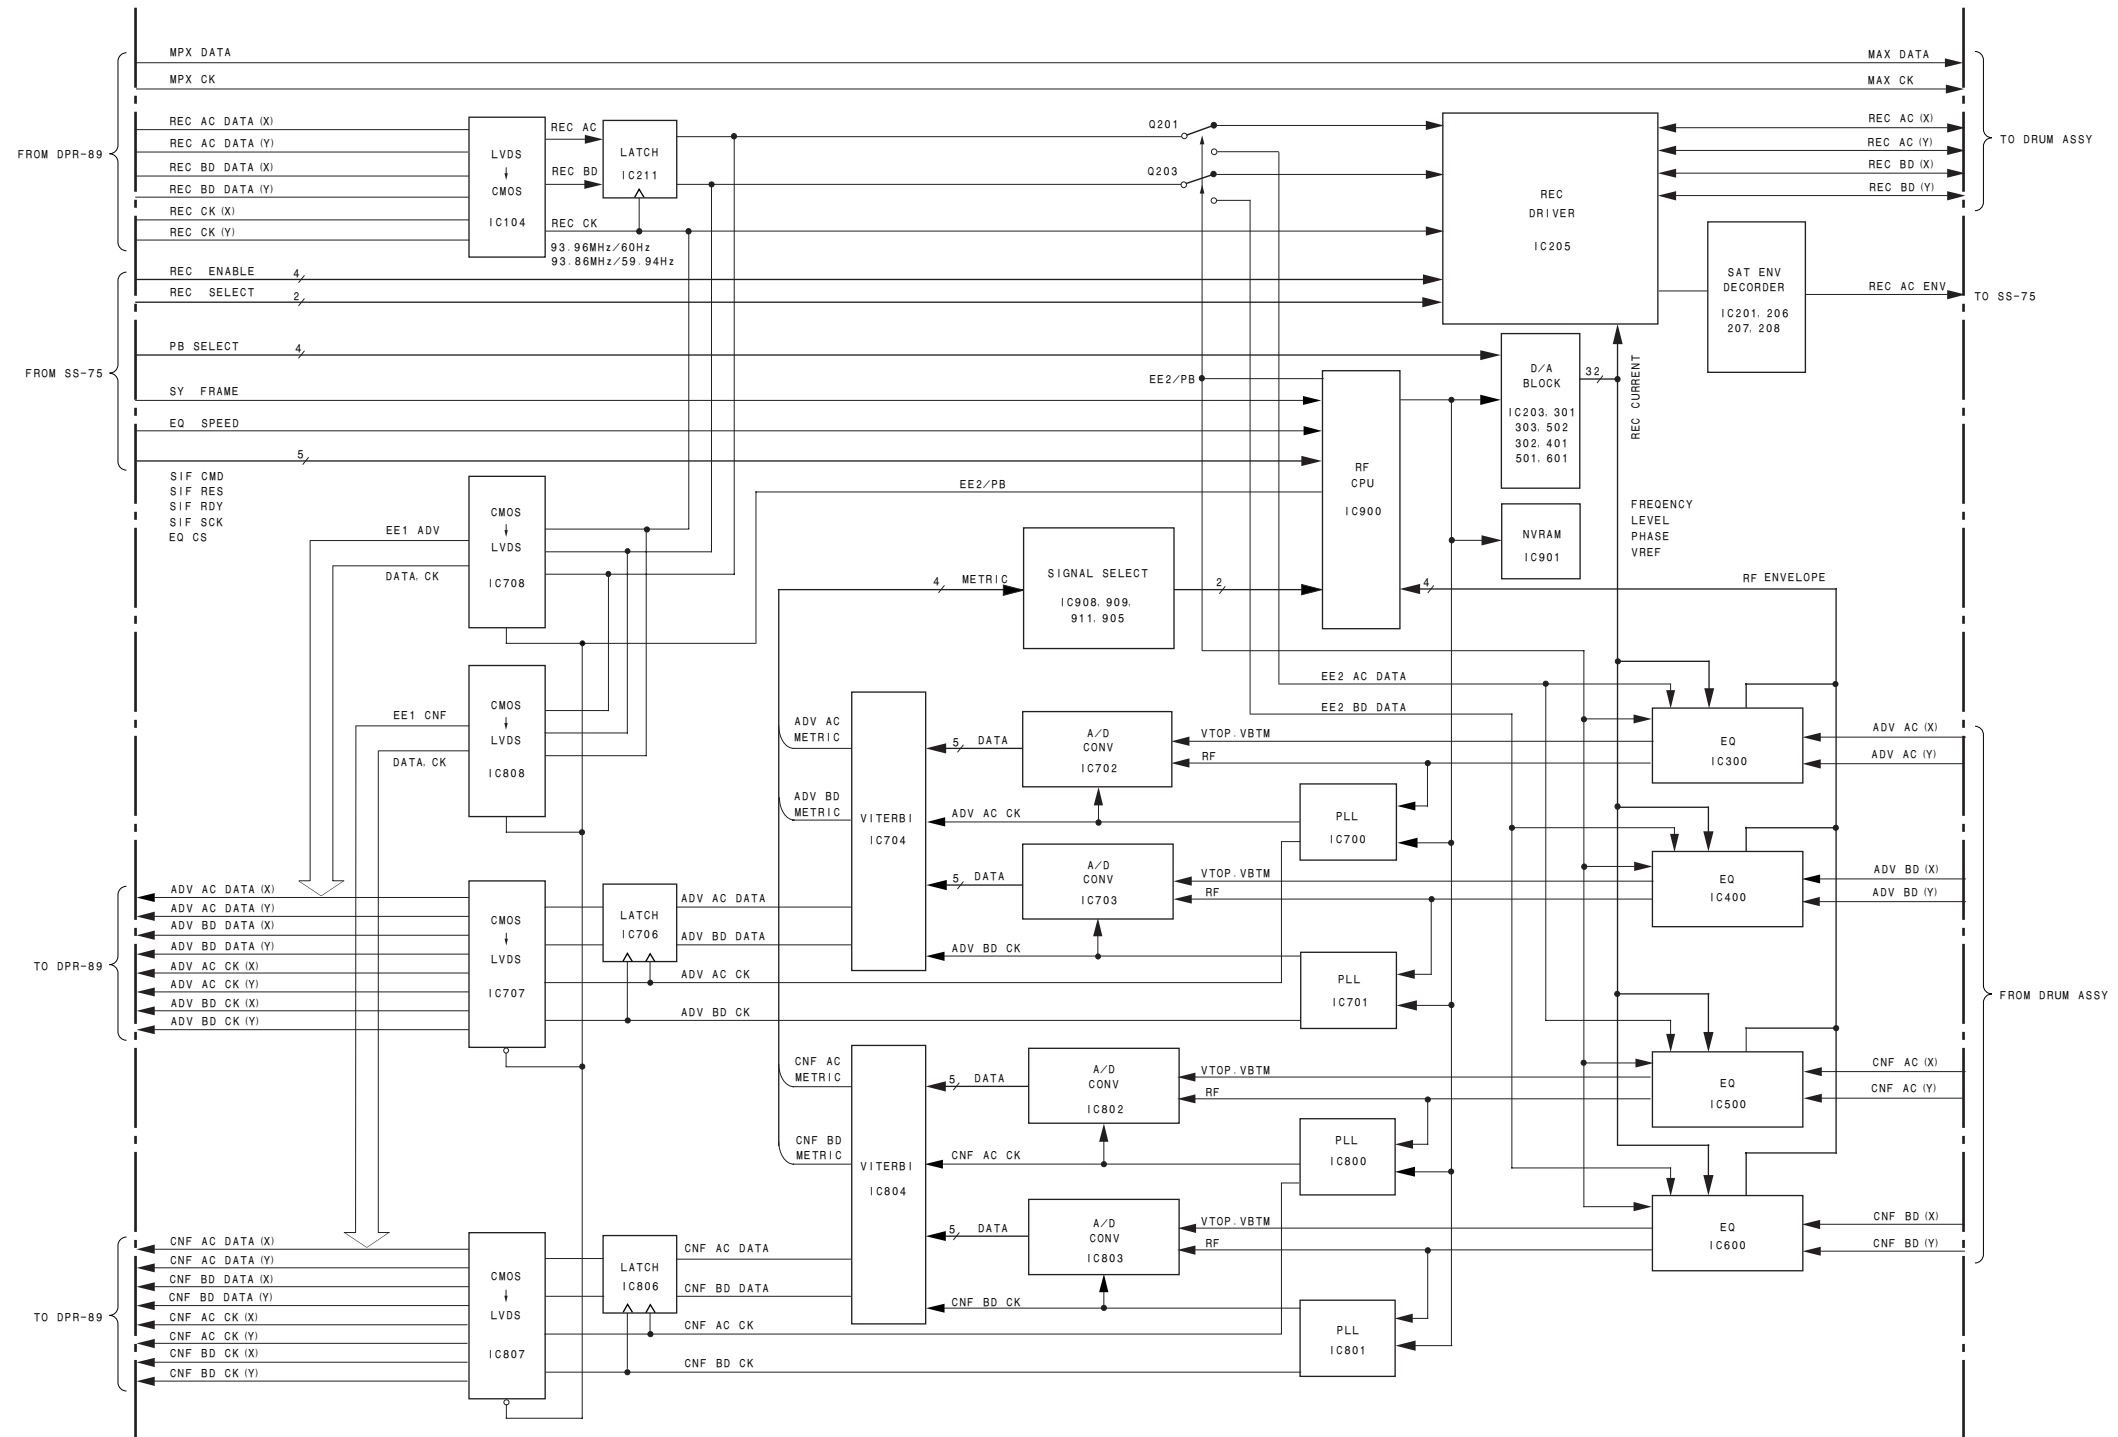 MPX DATA
MAX DATA
MPX CK
MAX CK
REC AC DATA (X)
REC AC DATA (Y)
REC BD DATA (X)
REC BD DATA (Y)
REC CK (X)
REC CK (Y)
FROM DPR-89
LVDS
CMOS
IC104
REC AC
REC BD
REC CK
93.96MHz/60Hz
93.86MHz/59.94Hz
LATCH
IC211
Q201
Q203
REC
DRIVER
IC205
REC AC (X)
REC AC (Y)
REC BD (X)
REC BD (Y)
TO DRUM ASSY
SAT ENV
DECORDER
IC201, 206
207, 208
REC AC ENV
TO SS-75
REC ENABLE
4
REC SELECT
2
PB SELECT
4
SY FRAME
EQ SPEED
5
FROM SS-75
SIF CMD
SIF RES
SIF RDY
SIF SCK
EQ CS
EE2/PB
EE2/PB
RF
CPU
IC900
D/A
BLOCK
IC203, 301
303, 502
302, 401
501, 601
32
REC CURRENT
NVRAM
IC901
FREQENCY
LEVEL
PHASE
VREF
4
RF ENVELOPE
CMOS
LVDS
IC708
EE1 ADV
DATA, CK
4
METRIC
SIGNAL SELECT
IC908, 909,
911, 905
2
CMOS
LVDS
IC808
EE1 CNF
DATA, CK
EE2 AC DATA
EE2 BD DATA
ADV AC
METRIC
ADV BD
METRIC
VITERBI
IC704
5
DATA
A/D
CONV
IC702
VTOP.VBTM
RF
EQ
IC300
ADV AC (X)
ADV AC (Y)
ADV AC CK
PLL
IC700
5
DATA
A/D
CONV
IC703
VTOP.VBTM
RF
EQ
IC400
ADV BD (X)
ADV BD (Y)
ADV BD CK
PLL
IC701
ADV AC DATA (X)
ADV AC DATA (Y)
ADV BD DATA (X)
ADV BD DATA (Y)
ADV AC CK (X)
ADV AC CK (Y)
ADV BD CK (X)
ADV BD CK (Y)
TO DPR-89
CMOS
LVDS
IC707
LATCH
IC706
ADV AC DATA
ADV BD DATA
ADV AC CK
ADV BD CK
FROM DRUM ASSY
CNF AC
METRIC
CNF BD
METRIC
VITERBI
IC804
5
DATA
A/D
CONV
IC802
VTOP.VBTM
RF
EQ
IC500
CNF AC (X)
CNF AC (Y)
CNF AC CK
PLL
IC800
5
DATA
A/D
CONV
IC803
VTOP.VBTM
RF
EQ
IC600
CNF BD (X)
CNF BD (Y)
CNF BD CK
PLL
IC801
CNF AC DATA (X)
CNF AC DATA (Y)
CNF BD DATA (X)
CNF BD DATA (Y)
CNF AC CK (X)
CNF AC CK (Y)
CNF BD CK (X)
CNF BD CK (Y)
TO DPR-89
CMOS
LVDS
IC807
LATCH
IC806
CNF AC DATA
CNF BD DATA
CNF AC CK
CNF BD CK